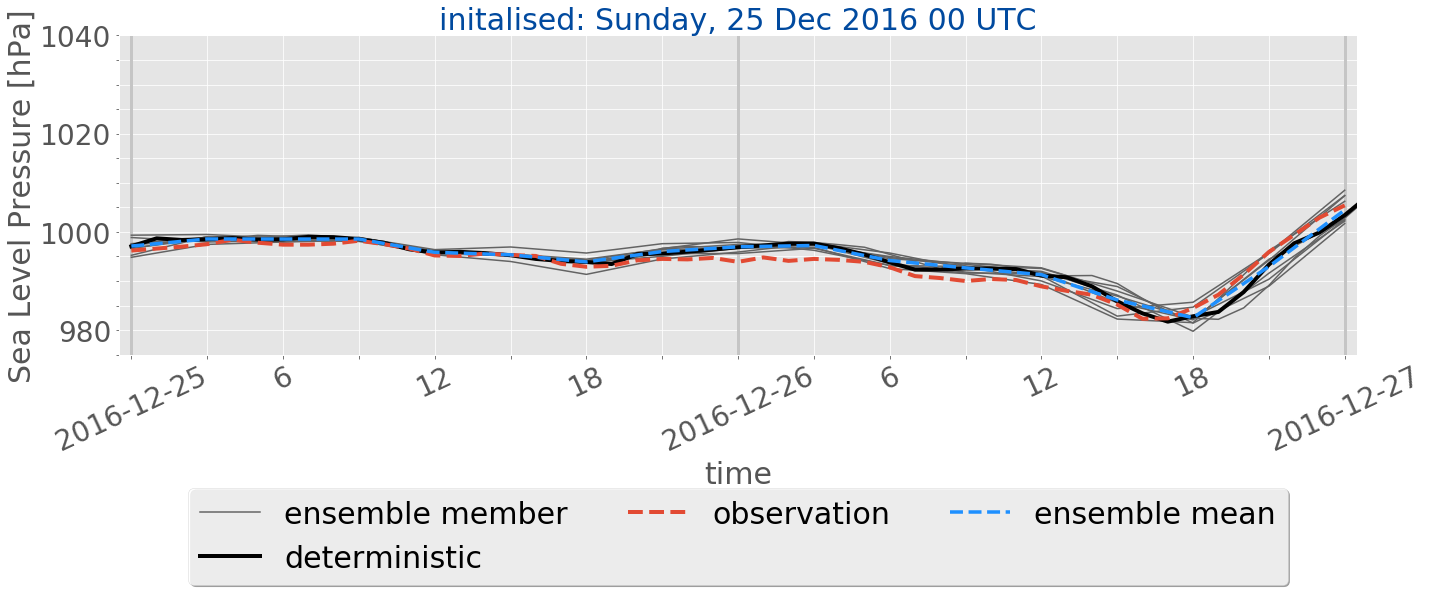 initalised: Sunday, 25 Dec 2016 00 UTC
Sea Level Pressure [hPa]
1040
1020
1000
980
2016-12-25 6 12 18 2016-12-26 6 12 18 2016-12-27
time
ensemble member observation ensemble mean
deterministic